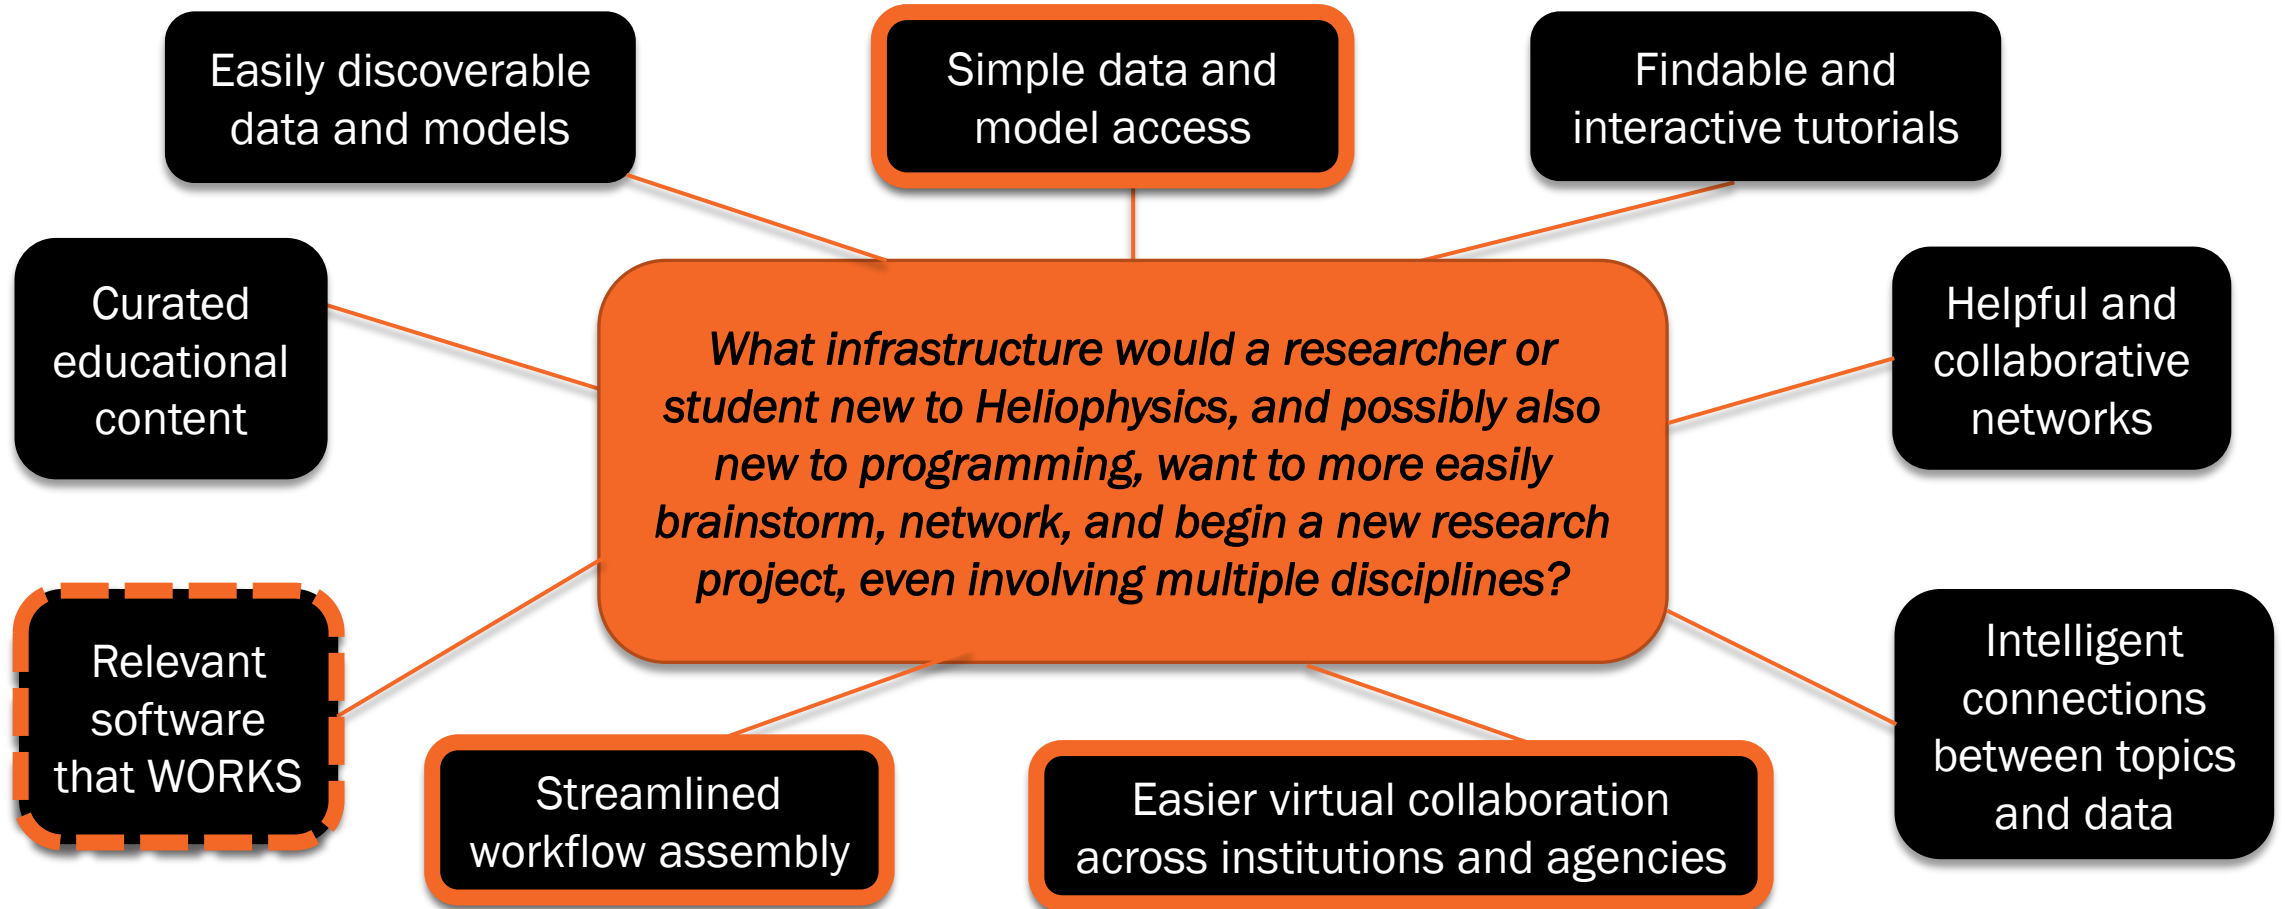 Easily discoverable
data and models
Simple data and
model access
Findable and
interactive tutorials
Curated
educational
content
What infrastructure would a researcher or
student new to Heliophysics, and possibly also
new to programming, want to more easily
brainstorm, network, and begin a new research
project, even involving multiple disciplines?
Helpful and
collaborative
networks
Relevant
software
that WORKS
Streamlined
workflow assembly
Easier virtual collaboration
across institutions and agencies
Intelligent
connections
between topics
and data